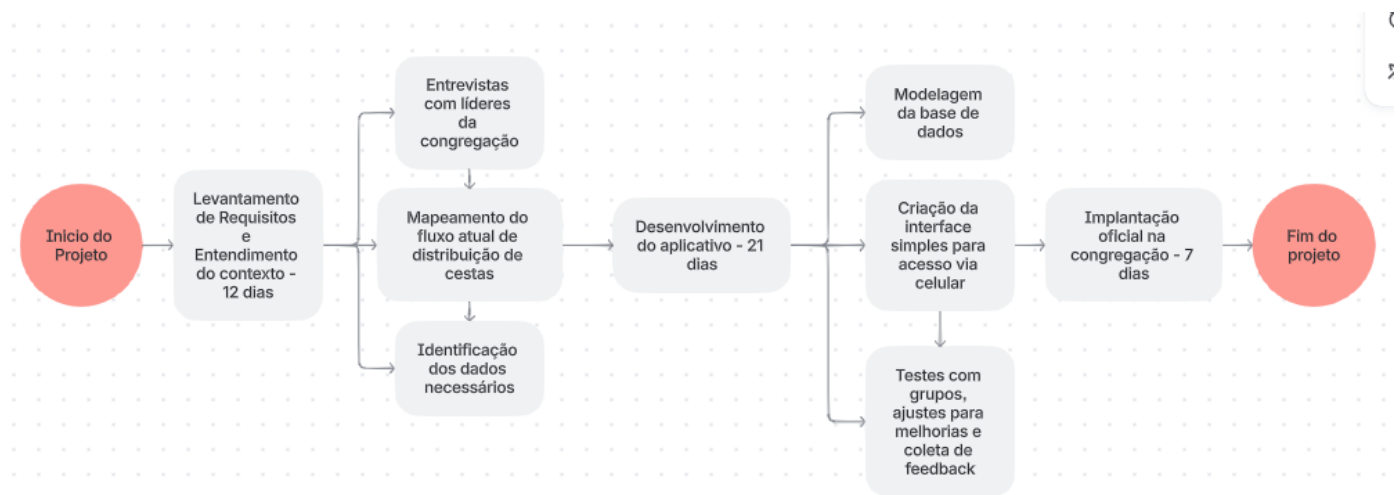 Inicio do
Projeto
Levantamento
de Requisitos
e
Entendimento
do contexto -
12 dias
Entrevistas
com líderes
da
congregação
Mapeamento do
fluxo atual de
distribuição de
cestas
Identificação
dos dados
necessários
Desenvolvimento
do aplicativo - 21
dias
Modelagem
da base de
dados
Criação da
interface
simples para
acesso via
celular
Testes com
grupos,
ajustes para
melhorias e
coleta de
feedback
Implantação
oficial na
congregação - 7
dias
Fim do
projeto